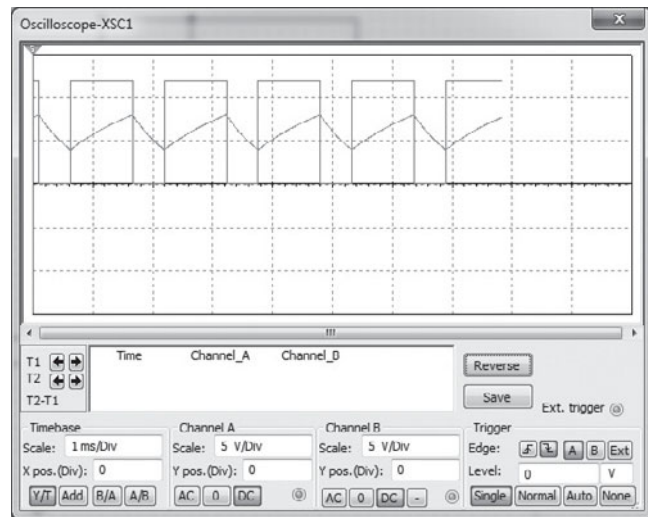 Oscilloscope-XSC1
X
T1
Time Channel_A Channel_B
T2
T2-T1
Reverse
Save
Ext. trigger
Timebase
Scale: 1 ms/Div
X pos.(Div): 0
Y/T Add B/A A/B
Channel A
Scale: 5 V/Div
Y pos.(Div): 0
AC 0 DC
Channel B
Scale: 5 V/Div
Y pos.(Div): 0
AC 0 DC -
Trigger
Edge: A B Ext
Level: 0 V
Single Normal Auto None